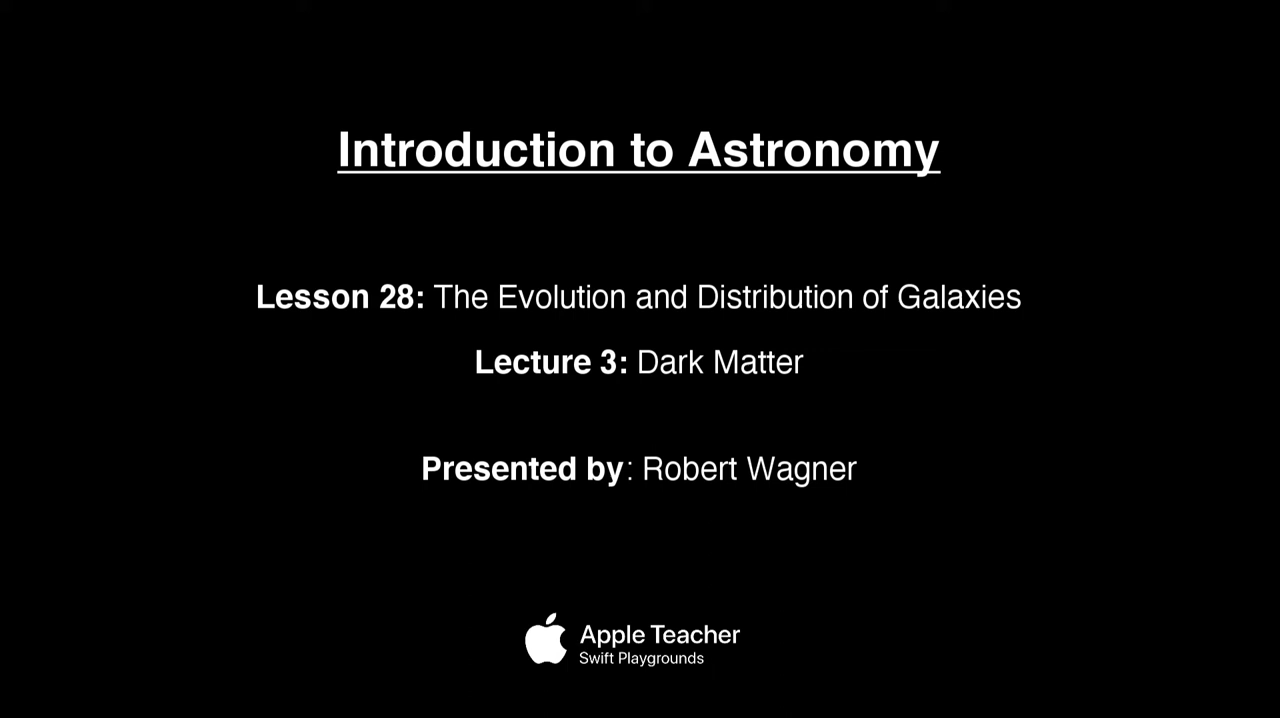 Introduction to Astronomy
Lesson 28: The Evolution and Distribution of Galaxies
Lecture 3: Dark Matter
Presented by: Robert Wagner
Apple Teacher
Swift Playgrounds